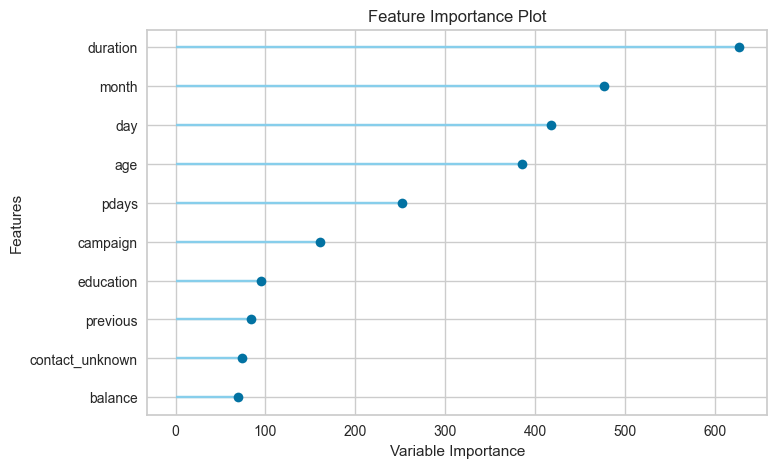 Feature Importance Plot
duration
month
day
age
pdays
campaign
education
previous
contact_unknown
balance
Features
0 100 200 300 400 500 600
Variable Importance